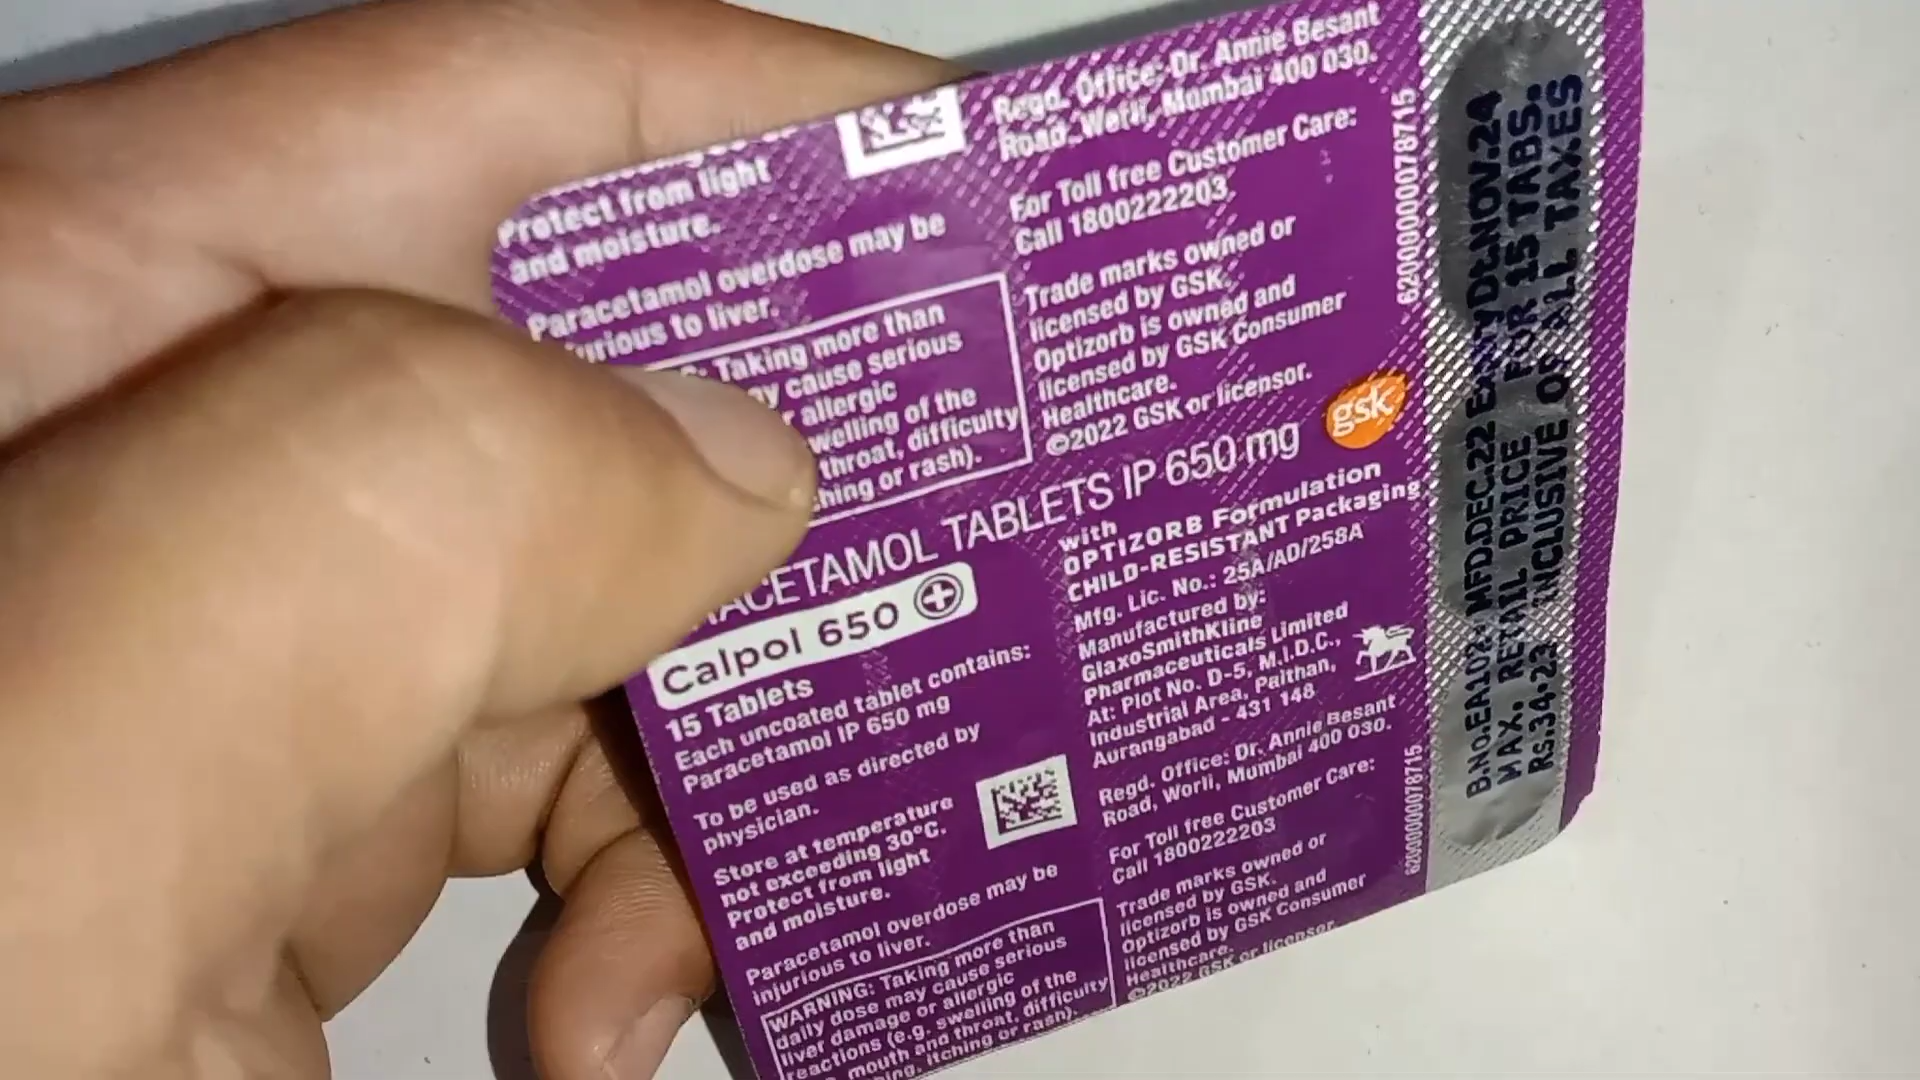 Protect from light
and moisture.
Paracetamol overdose may be
to liver.
Taking more than
cause serious
allergic
of the
throat, difficulty
or rash).
Regd. Office: Dr. Annie Besant
Road, Worli, Mumbai 400 030.
For Toll free Customer Care:
Call 1800222203
Trade marks owned or
licensed by GSK.
Optizorb is owned and
licensed by GSK Consumer
Healthcare.
©2022 GSK or licensor.
gsk
TABLETS IP 650 mg
Calpol 650
15 Tablets
Each uncoated tablet contains:
Paracetamol IP 650 mg
To be used as directed by
physician.
Store at temperature
not exceeding 30°C.
Protect from light
and moisture.
Paracetamol overdose may be
injurious to liver.
WARNING: Taking more than
daily dose may cause serious
liver damage or allergic
reactions (e.g. swelling of the
mouth and throat, difficulty
itching or rash).
with
OPTIZORB Formulation
CHILD-RESISTANT Packaging
Mfg. Lic. No.: 25A/AD/258A
Manufactured by:
GlaxoSmithKline
Pharmaceuticals Limited
At: Plot No. D-5, M.I.D.C.,
Industrial Area, Paithan,
Aurangabad - 431 148
Regd. Office: Dr. Annie Besant
Road, Worli, Mumbai 400 030.
For Toll free Customer Care:
Call 1800222203
Trade marks owned or
licensed by GSK.
Optizorb is owned and
licensed by GSK Consumer
Healthcare.
©2022 GSK or licensor.
62000000078715
62000000078715
MFD.DEC.22 NOV.24
MAX. RETAIL PRICE FOR 15 TABS.
RS.34.23 INCLUSIVE OF ALL TAXES